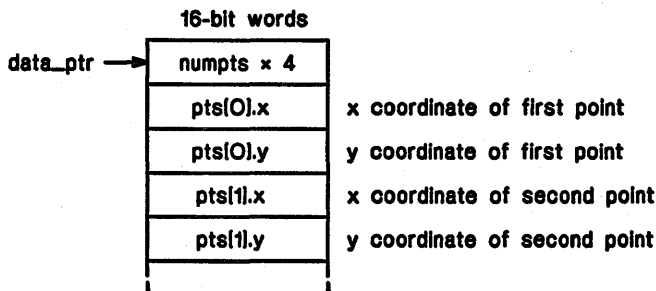 16-bit words
data_ptr numpts × 4
pts[0].x x coordinate of first point
pts[0].y y coordinate of first point
pts[1].x x coordinate of second point
pts[1].y y coordinate of second point